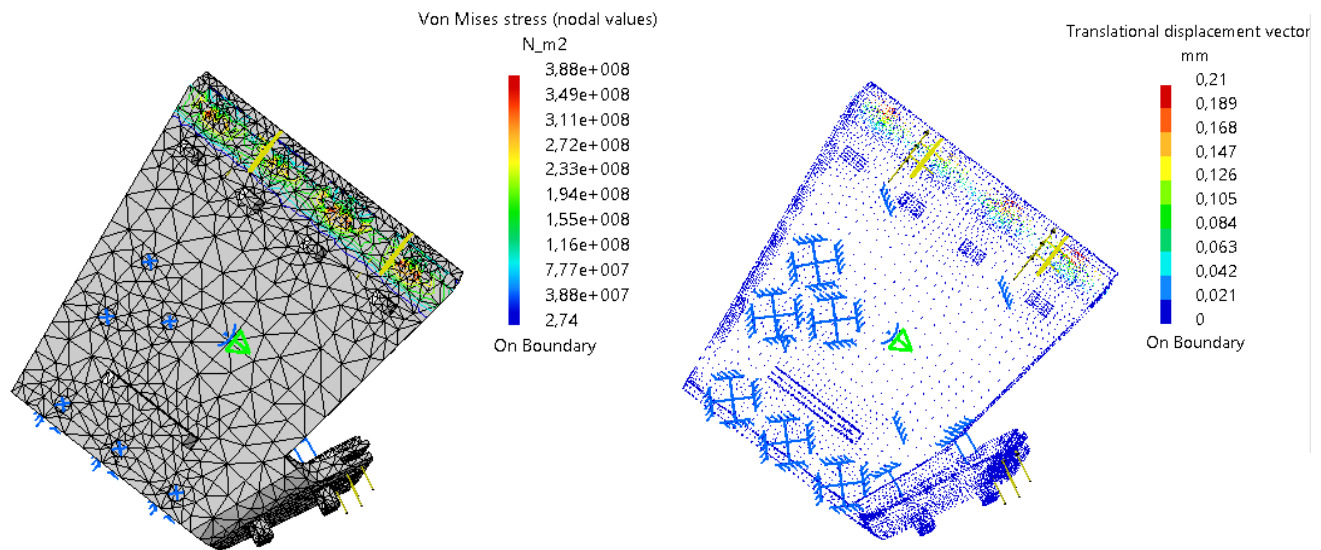 Von Mises stress (nodal values)
N_m2
3,88e+008
3,49e+008
3,11e+008
2,72e+008
2,33e+008
1,94e+008
1,55e+008
1,16e+008
7,77e+007
3,88e+007
2,74
On Boundary
Translational displacement vector
mm
0,21
0,189
0,168
0,147
0,126
0,105
0,084
0,063
0,042
0,021
0
On Boundary